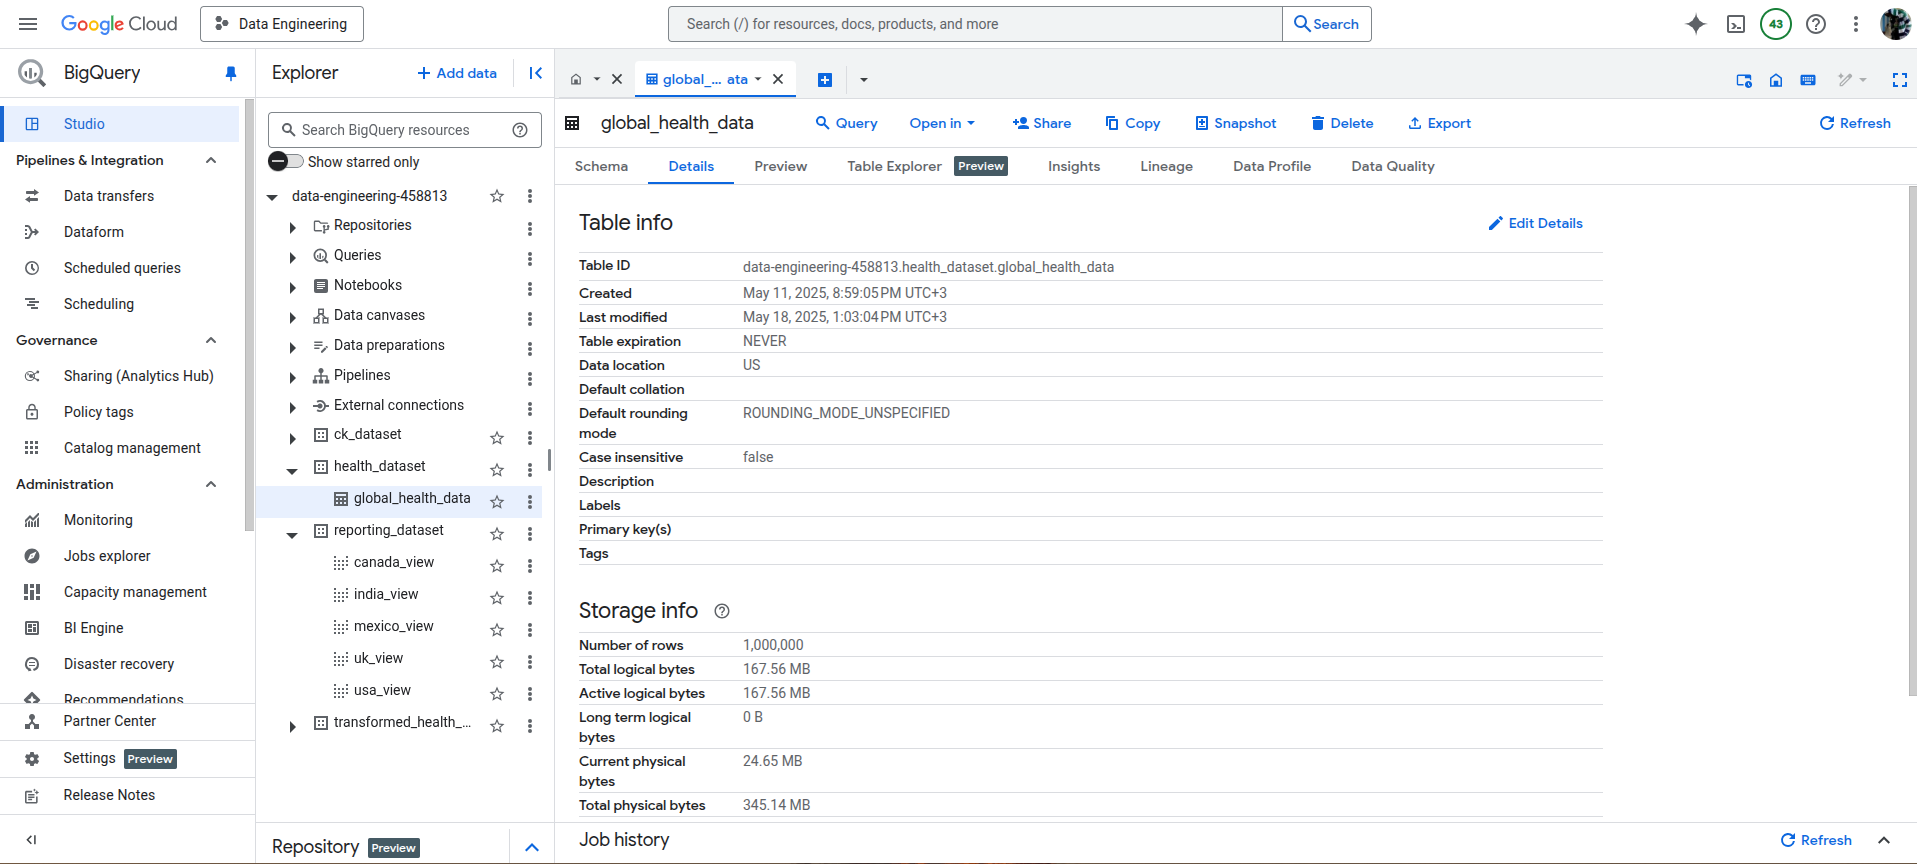 Google Cloud
Data Engineering
Search (/) for resources, docs, products, and more
Search
43
BigQuery
Studio
Pipelines & Integration
Data transfers
Dataform
Scheduled queries
Scheduling
Governance
Sharing (Analytics Hub)
Policy tags
Catalog management
Administration
Monitoring
Jobs explorer
Capacity management
BI Engine
Disaster recovery
Recommendations
Partner Center
Settings Preview
Release Notes
Explorer
Add data
Search BigQuery resources
Show starred only
data-engineering-458813
Repositories
Queries
Notebooks
Data canvases
Data preparations
Pipelines
External connections
ck_dataset
health_dataset
global_health_data
reporting_dataset
canada_view
india_view
mexico_view
uk_view
usa_view
transformed_health_...
Repository Preview
global_... ata
global_health_data
Query
Open in
Share
Copy
Snapshot
Delete
Export
Refresh
Schema
Details
Preview
Table Explorer Preview
Insights
Lineage
Data Profile
Data Quality
Table info
Edit Details
Table ID data-engineering-458813.health_dataset.global_health_data
Created May 11, 2025, 8:59:05 PM UTC+3
Last modified May 18, 2025, 1:03:04 PM UTC+3
Table expiration NEVER
Data location US
Default collation
Default rounding ROUNDING_MODE_UNSPECIFIED
mode
Case insensitive false
Description
Labels
Primary key(s)
Tags
Storage info
Number of rows 1,000,000
Total logical bytes 167.56 MB
Active logical bytes 167.56 MB
Long term logical 0 B
bytes
Current physical 24.65 MB
bytes
Total physical bytes 345.14 MB
Job history
Refresh